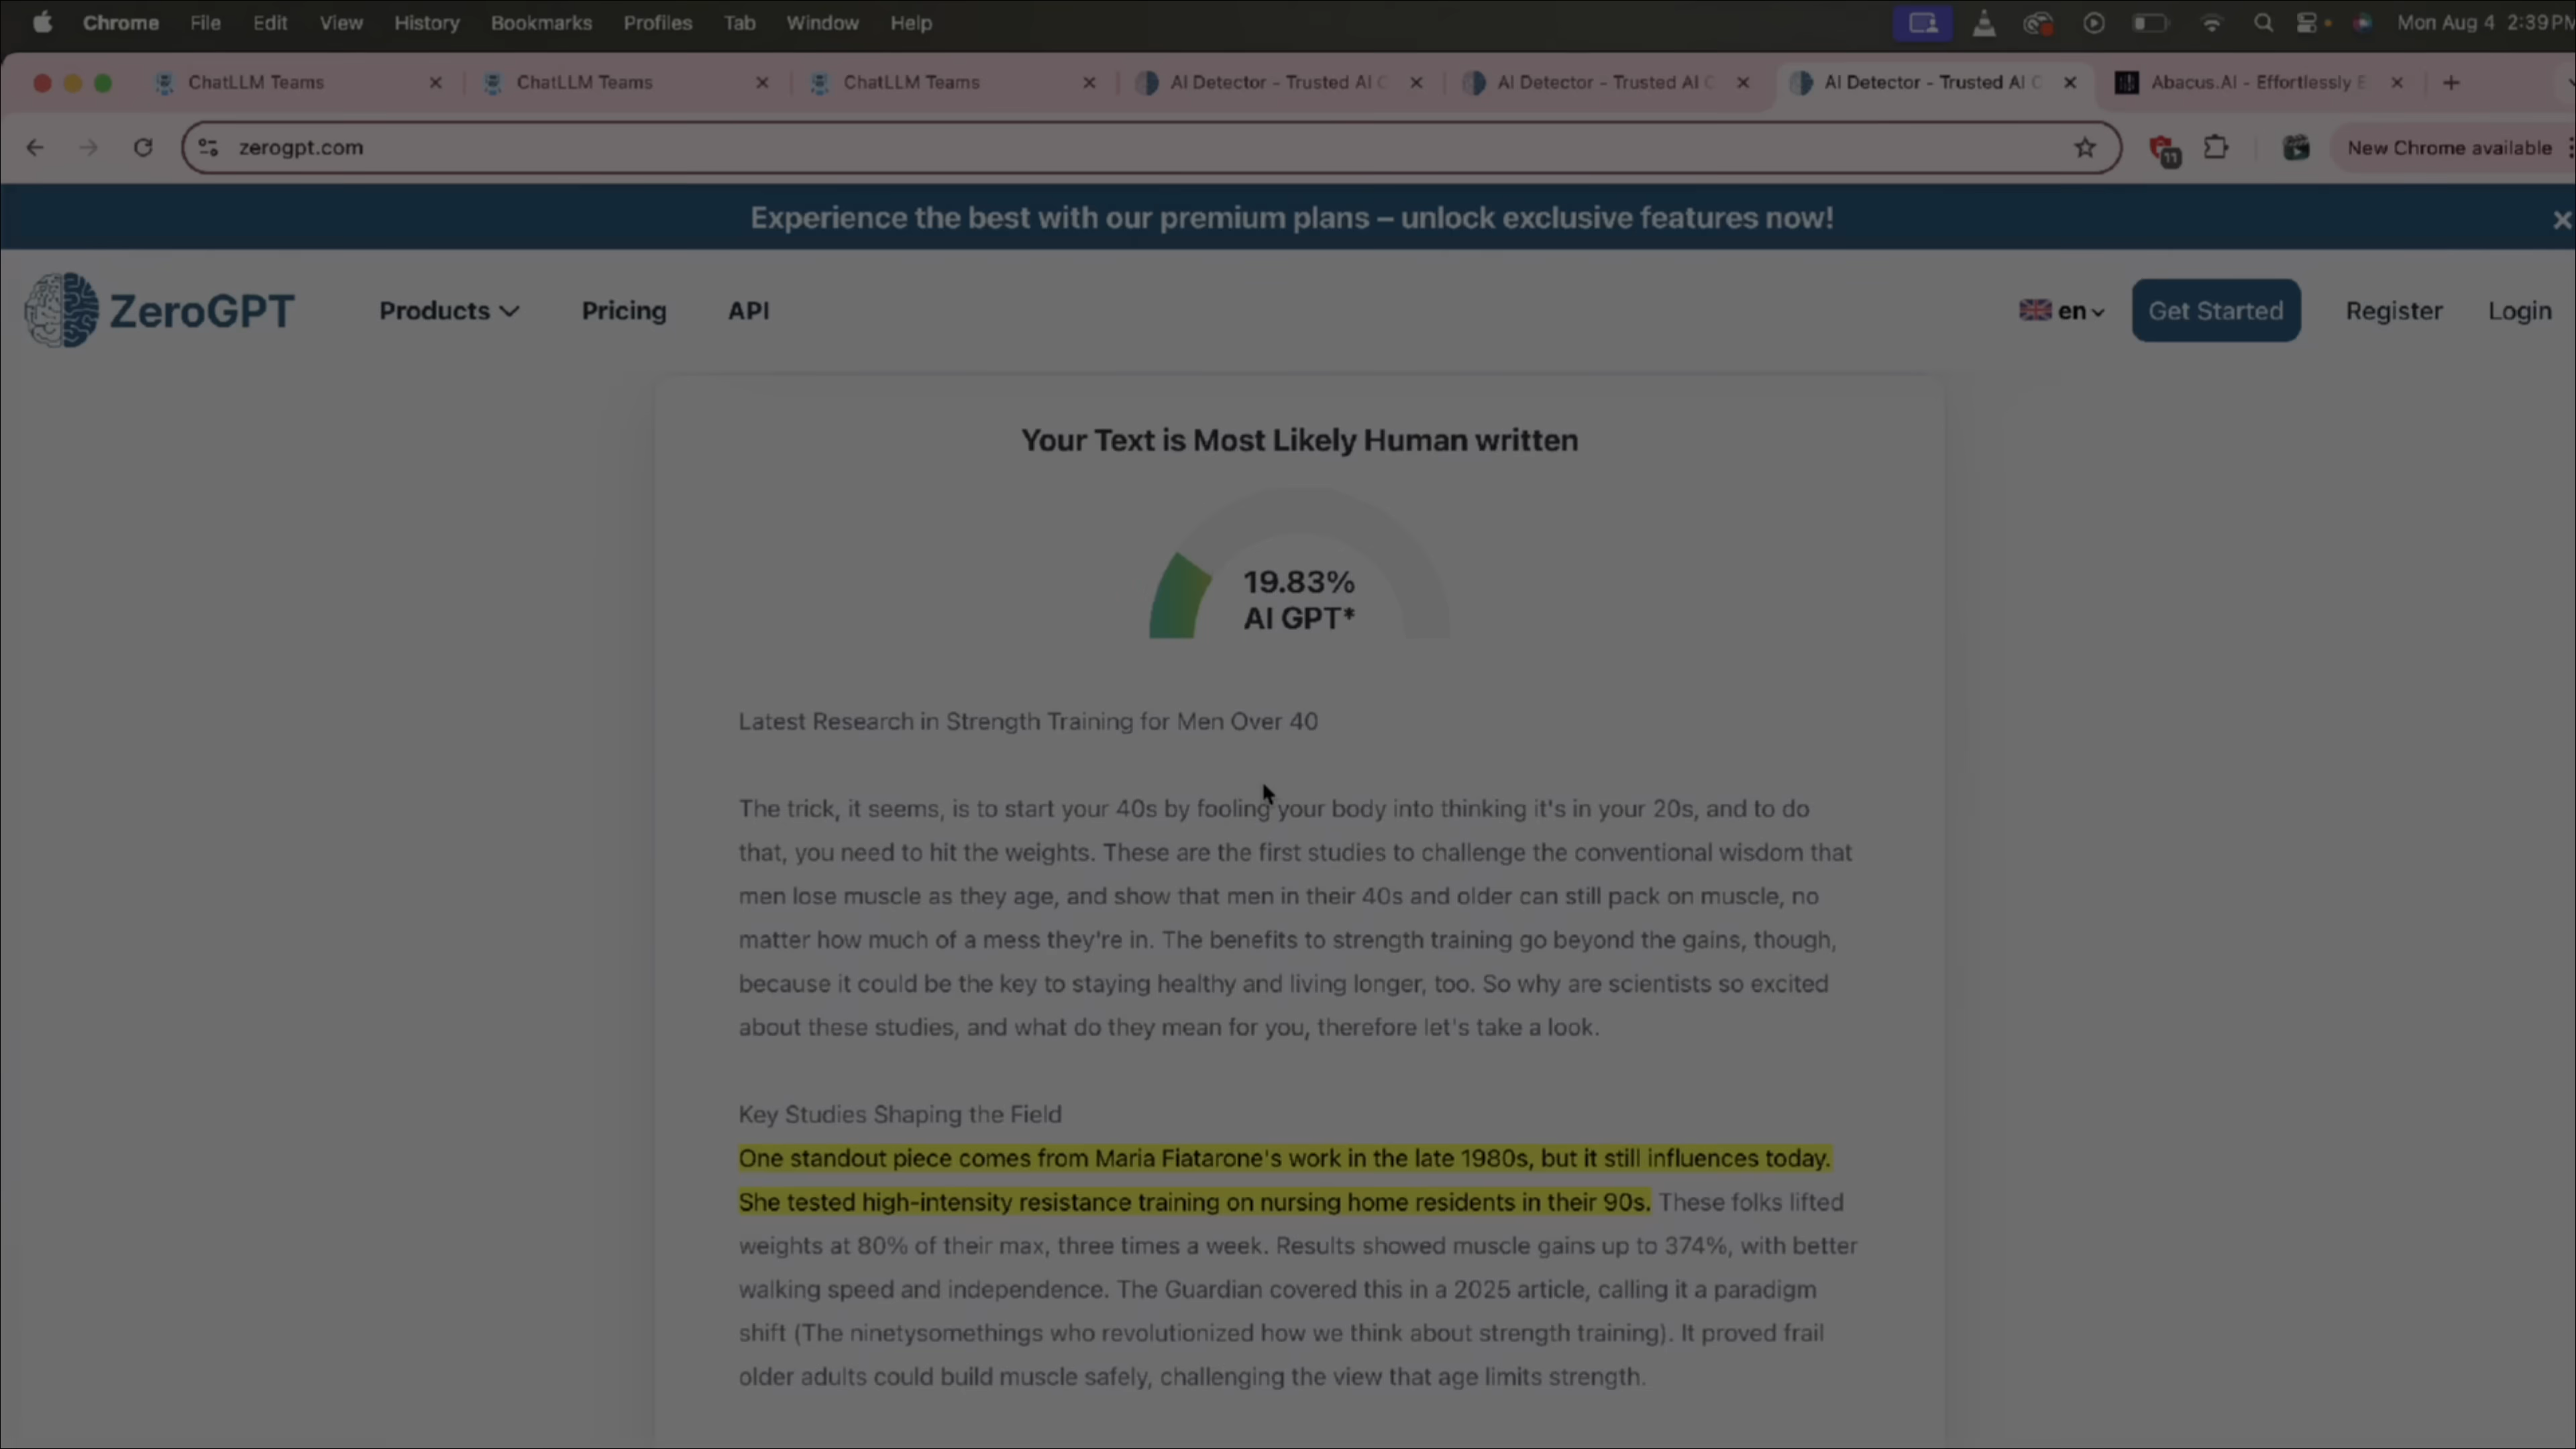 Chrome File Edit View History Bookmarks Profiles Tab Window Help Mon Aug 4 2:39PM
ChatLLM Teams ChatLLM Teams ChatLLM Teams AI Detector - Trusted AI C AI Detector - Trusted AI C AI Detector - Trusted AI C Abacus.AI - Effortlessly E
zerogpt.com 11 New Chrome available
Experience the best with our premium plans – unlock exclusive features now!
ZeroGPT Products Pricing API en Get Started Register Login
Your Text is Most Likely Human written
19.83%
AI GPT*
Latest Research in Strength Training for Men Over 40
The trick, it seems, is to start your 40s by fooling your body into thinking it's in your 20s, and to do
that, you need to hit the weights. These are the first studies to challenge the conventional wisdom that
men lose muscle as they age, and show that men in their 40s and older can still pack on muscle, no
matter how much of a mess they're in. The benefits to strength training go beyond the gains, though,
because it could be the key to staying healthy and living longer, too. So why are scientists so excited
about these studies, and what do they mean for you, therefore let's take a look.
Key Studies Shaping the Field
One standout piece comes from Maria Fiatarone's work in the late 1980s, but it still influences today.
She tested high-intensity resistance training on nursing home residents in their 90s. These folks lifted
weights at 80% of their max, three times a week. Results showed muscle gains up to 374%, with better
walking speed and independence. The Guardian covered this in a 2025 article, calling it a paradigm
shift (The ninetysomethings who revolutionized how we think about strength training). It proved frail
older adults could build muscle safely, challenging the view that age limits strength.